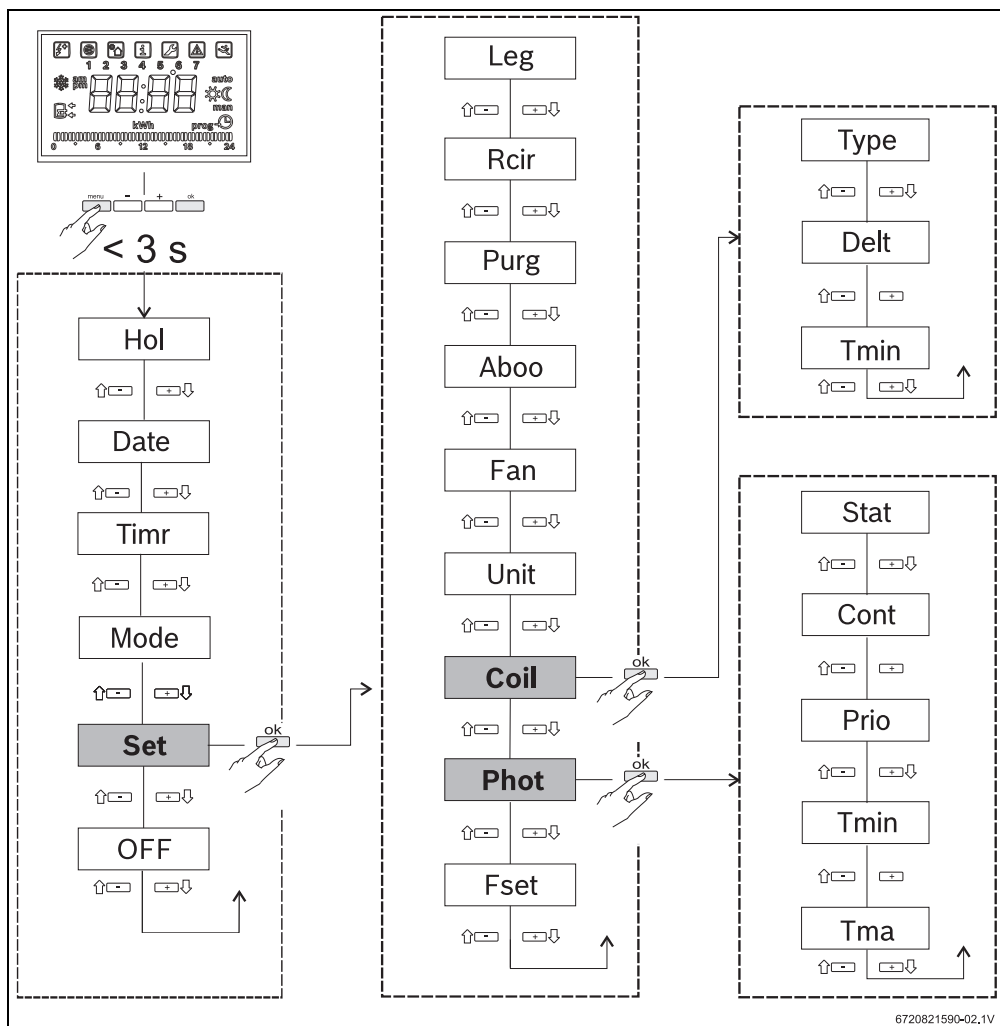 1 2 3 4 5 6 7
am
pm
88:88
auto
man
kWh
prog
0 6 12 18 24
menu - + ok
< 3 s
Hol
- +
Date
- +
Timr
- +
Mode
- +
Set
ok
- +
OFF
- +
Leg
- +
Rcir
- +
Purg
- +
Aboo
- +
Fan
- +
Unit
- +
Coil
ok
- +
Phot
ok
- +
Fset
- +
Type
- +
Delt
- +
Tmin
- +
Stat
- +
Cont
- +
Prio
- +
Tmin
- +
Tma
- +
6720821590-02.1V